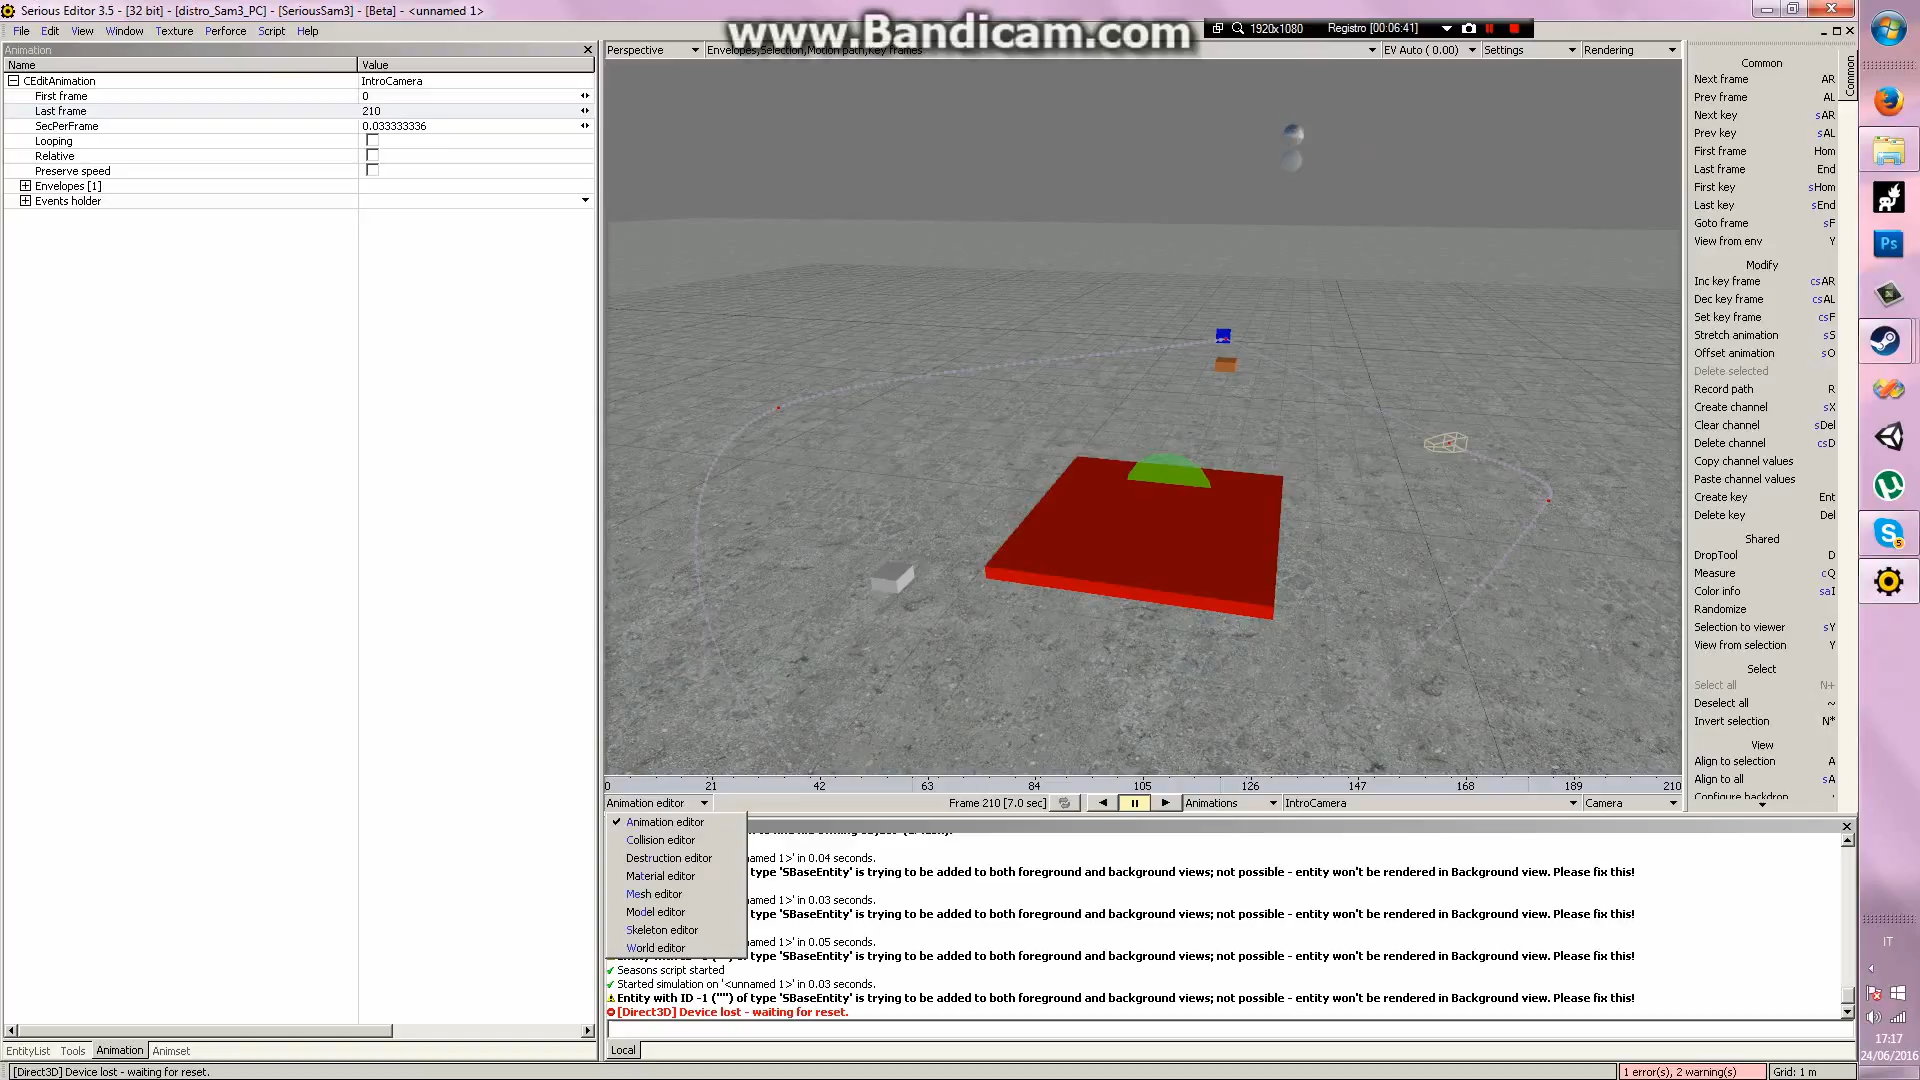 Serious Editor 3.5 - [32 bit] - [distro_Sam3_PC] - [SeriousSam3] - [Beta] - <unnamed 1>
www.Bandicam.com
1920x1080 Registro [00:06:41]
File Edit View Window Texture Perforce Script Help
Animation
Name Value
CEditAnimation IntroCamera
First frame 0
Last frame 210
SecPerFrame 0.033333336
Looping
Relative
Preserve speed
Envelopes [1]
Events holder
Perspective Envelopes,Selection,Motion path,Key frames EV Auto ( 0.00) Settings Rendering
Common
Common
Next frame AR
Prev frame AL
Next key sAR
Prev key sAL
First frame Hom
Last frame End
First key sHom
Last key sEnd
Goto frame sF
View from env Y
Modify
Inc key frame csAR
Dec key frame csAL
Set key frame csF
Stretch animation sS
Offset animation sO
Delete selected
Record path R
Create channel sX
Clear channel sDel
Delete channel csD
Copy channel values
Paste channel values
Create key Ent
Delete key Del
Shared
DropTool D
Measure cQ
Color info saI
Randomize
Selection to viewer sY
View from selection Y
Select
Select all N+
Deselect all ~
Invert selection N*
View
Align to selection A
Align to all sA
Configure backdrop
0 21 42 63 84 105 126 147 168 189 210
Animation editor Frame 210 [7.0 sec] Animations IntroCamera Camera
Animation editor
Collision editor
Destruction editor
Material editor
Mesh editor
Model editor
Skeleton editor
World editor
named 1>' in 0.04 seconds.
type 'SBaseEntity' is trying to be added to both foreground and background views; not possible - entity won't be rendered in Background view. Please fix this!
named 1>' in 0.03 seconds.
type 'SBaseEntity' is trying to be added to both foreground and background views; not possible - entity won't be rendered in Background view. Please fix this!
named 1>' in 0.05 seconds.
type 'SBaseEntity' is trying to be added to both foreground and background views; not possible - entity won't be rendered in Background view. Please fix this!
Seasons script started
Started simulation on '<unnamed 1>' in 0.03 seconds.
Entity with ID -1 ("") of type 'SBaseEntity' is trying to be added to both foreground and background views; not possible - entity won't be rendered in Background view. Please fix this!
[Direct3D] Device lost - waiting for reset.
Local
EntityList Tools Animation Animset
[Direct3D] Device lost - waiting for reset. 1 error(s), 2 warning(s) Grid: 1 m
Ps
S
5
IT
17:17
24/06/2016